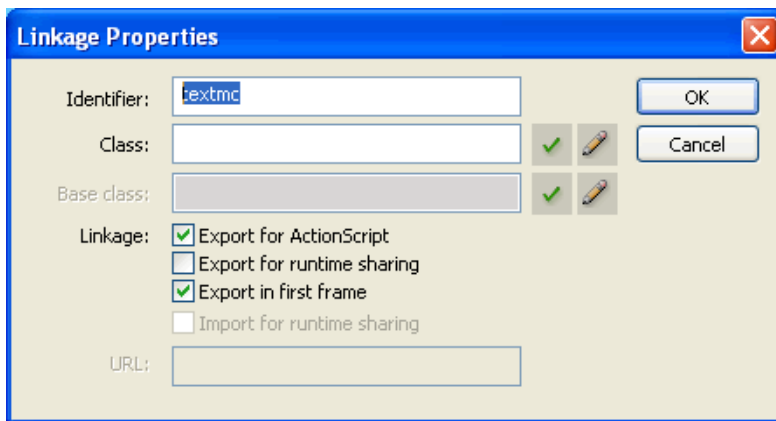 Linkage Properties
Identifier: textmc OK
Class: Cancel
Base class:
Linkage: Export for ActionScript
Export for runtime sharing
Export in first frame
Import for runtime sharing
URL: